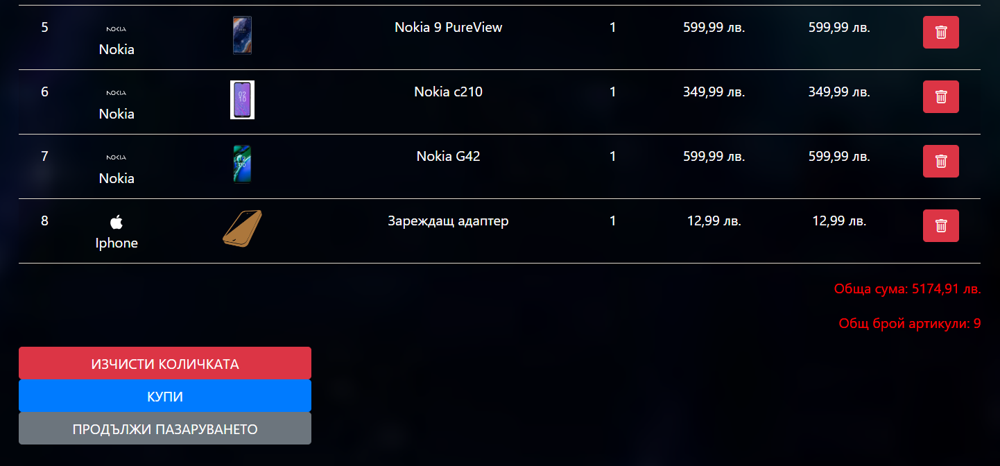 5 NOKIA Nokia 9 PureView 1 599,99 лв. 599,99 лв.
Nokia
6 NOKIA Nokia c210 1 349,99 лв. 349,99 лв.
Nokia
02
10
7 NOKIA Nokia G42 1 599,99 лв. 599,99 лв.
Nokia
8 Зареждащ адаптер 1 12,99 лв. 12,99 лв.
Iphone
Обща сума: 5174,91 лв.
Общ брой артикули: 9
ИЗЧИСТИ КОЛИЧКАТА
КУПИ
ПРОДЪЛЖИ ПАЗАРУВАНЕТО